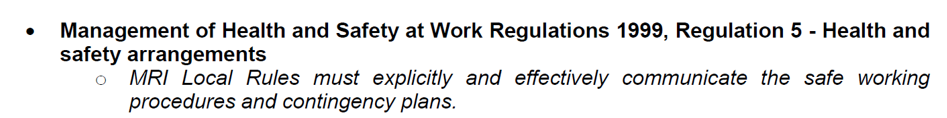 • Management of Health and Safety at Work Regulations 1999, Regulation 5 - Health and
safety arrangements
o MRI Local Rules must explicitly and effectively communicate the safe working
procedures and contingency plans.